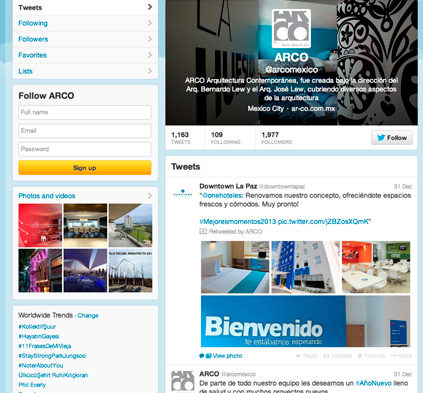 Tweets
Following
Followers
Favorites
Lists
Follow ARCO
Full name
Email
Password
Sign up
Photos and videos
Worldwide Trends · Change
#KollektifŞuur
#HayatınGayesi
#11FrasesDeMiVieja
#StayStrongParkJungsoo
#NoterAboutYou
ÜlkücüŞehit RuhiKılıçkıran
Phil Everly
ARCO
ARCO
@arcomexico
ARCO Arquitectura Contemporánea, fue creada bajo la dirección del
Arq. Bernardo Lew y el Arq. José Lew, cubriendo diversos aspectos
de la arquitectura
Mexico City · ar-co.com.mx
1,163
TWEETS
109
FOLLOWING
1,977
FOLLOWERS
Follow
Tweets
Downtown La Paz @downtownlapaz 31 Dec
"@onehoteles: Renovamos nuestro concepto, ofreciéndote espacios
frescos y cómodos. Muy pronto!
#Mejoresmomentos2013 pic.twitter.com/jZBZosXQmK"
Retweeted by ARCO
Bienvenido
te estábamos esperando
View photo
Reply
Retweet
Favorite
More
ARCO @arcomexico 31 Dec
De parte de todo nuestro equipo les deseamos un #AñoNuevo lleno
de salud y con muchos proyectos nuevos